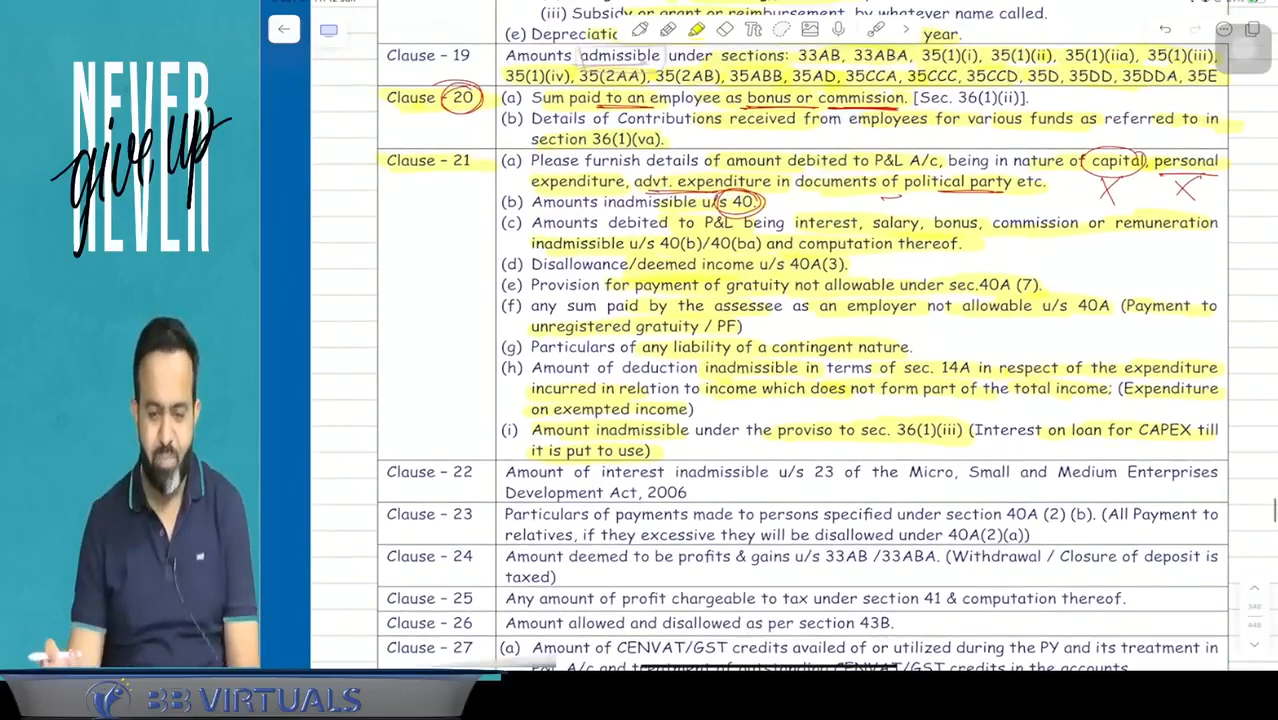 (iii) Subsidy or grant or reimbursement, by whatever name called.
(e) Depreciatic year.
Clause - 19 Amounts admissible under sections: 33AB, 33ABA, 35(1)(i), 35(1)(ii), 35(1)(iia), 35(1)(iii),
35(1)(iv), 35(2AA), 35(2AB), 35ABB, 35AD, 35CCA, 35CCC, 35CCD, 35D, 35DD, 35DDA, 35E
Clause - 20 (a) Sum paid to an employee as bonus or commission. [Sec. 36(1)(ii)].
(b) Details of Contributions received from employees for various funds as referred to in
section 36(1)(va).
Clause - 21 (a) Please furnish details of amount debited to P&L A/c, being in nature of capital, personal
expenditure, advt. expenditure in documents of political party etc.
X X
(b) Amounts inadmissible u/s 40
(c) Amounts debited to P&L being interest, salary, bonus, commission or remuneration
inadmissible u/s 40(b)/40(ba) and computation thereof.
(d) Disallowance/deemed income u/s 40A(3).
(e) Provision for payment of gratuity not allowable under sec.40A (7).
(f) any sum paid by the assessee as an employer not allowable u/s 40A (Payment to
unregistered gratuity / PF)
(g) Particulars of any liability of a contingent nature.
(h) Amount of deduction inadmissible in terms of sec. 14A in respect of the expenditure
incurred in relation to income which does not form part of the total income; (Expenditure
on exempted income)
(i) Amount inadmissible under the proviso to sec. 36(1)(iii) (Interest on loan for CAPEX till
it is put to use)
Clause - 22 Amount of interest inadmissible u/s 23 of the Micro, Small and Medium Enterprises
Development Act, 2006
Clause - 23 Particulars of payments made to persons specified under section 40A (2) (b). (All Payment to
relatives, if they excessive they will be disallowed under 40A(2)(a))
Clause - 24 Amount deemed to be profits & gains u/s 33AB /33ABA. (Withdrawal / Closure of deposit is
taxed)
Clause - 25 Any amount of profit chargeable to tax under section 41 & computation thereof.
Clause - 26 Amount allowed and disallowed as per section 43B.
Clause - 27 (a) Amount of CENVAT/GST credits availed of or utilized during the PY and its treatment in
A/c and treatment of outstanding CENVAT/GST credits in the accounts
348
448
NEVER
give up
NEVER
BB VIRTUALS